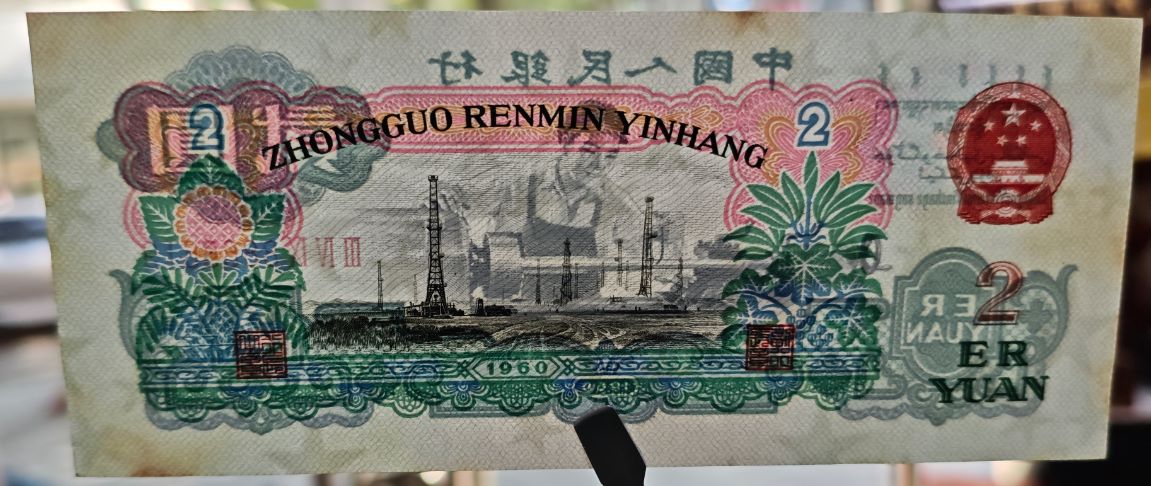 中國人民銀行
2
ZHONGGUO RENMIN YINHANG
2
2
ER
YUAN
ER
YUAN
1960